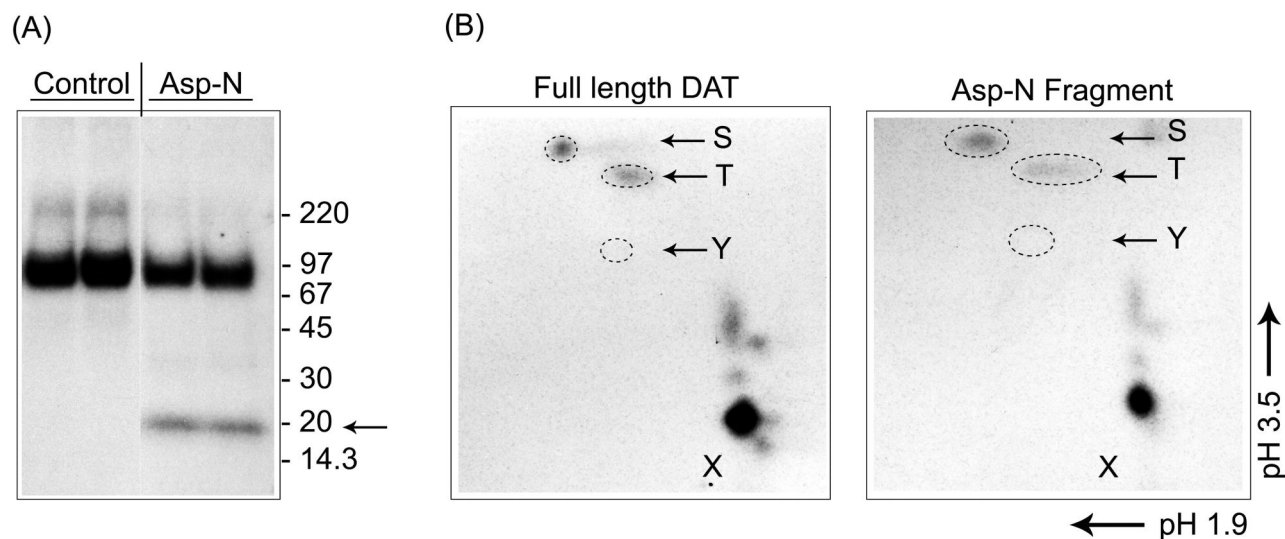 (A)
Control Asp-N
- 220
- 97
- 67
- 45
- 30
- 20
- 14.3
(B)
Full length DAT
S
T
Y
X
Asp-N Fragment
S
T
Y
X
pH 3.5
pH 1.9